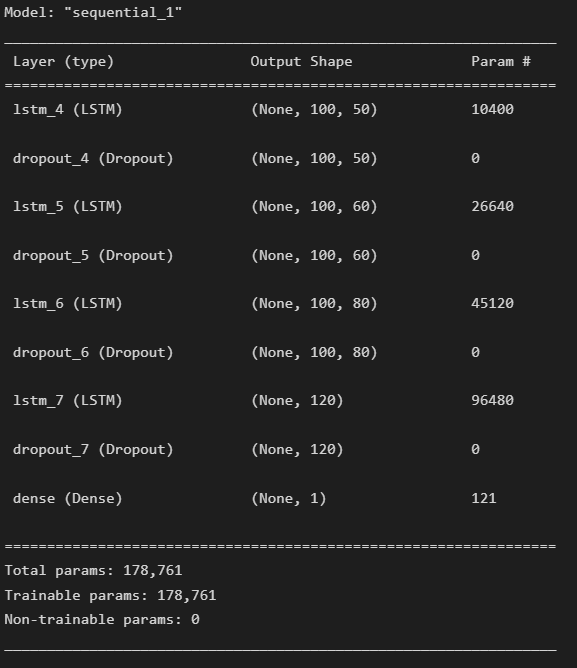 Model: "sequential_1"
_________________________________________________________________
Layer (type)                Output Shape              Param #
=================================================================
lstm_4 (LSTM)               (None, 100, 50)           10400
dropout_4 (Dropout)         (None, 100, 50)           0
lstm_5 (LSTM)               (None, 100, 60)           26640
dropout_5 (Dropout)         (None, 100, 60)           0
lstm_6 (LSTM)               (None, 100, 80)           45120
dropout_6 (Dropout)         (None, 100, 80)           0
lstm_7 (LSTM)               (None, 120)               96480
dropout_7 (Dropout)         (None, 120)               0
dense (Dense)               (None, 1)                 121
=================================================================
Total params: 178,761
Trainable params: 178,761
Non-trainable params: 0
_________________________________________________________________